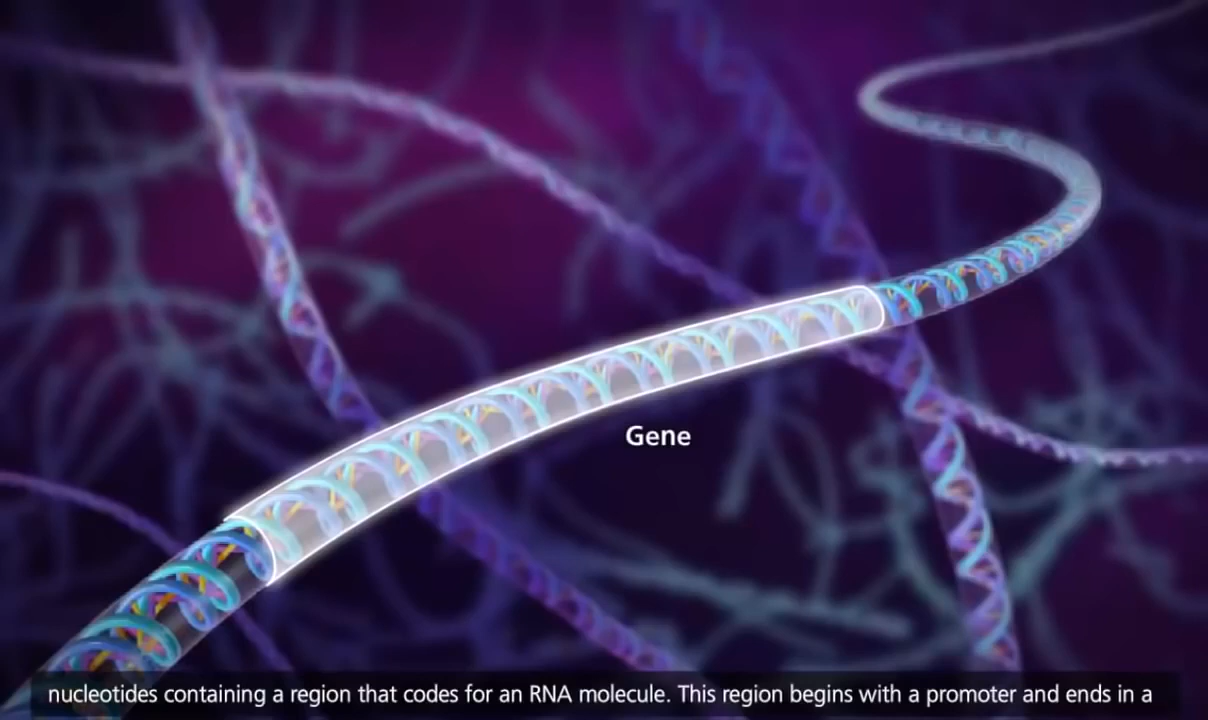 Gene
nucleotides containing a region that codes for an RNA molecule. This region begins with a promoter and ends in a